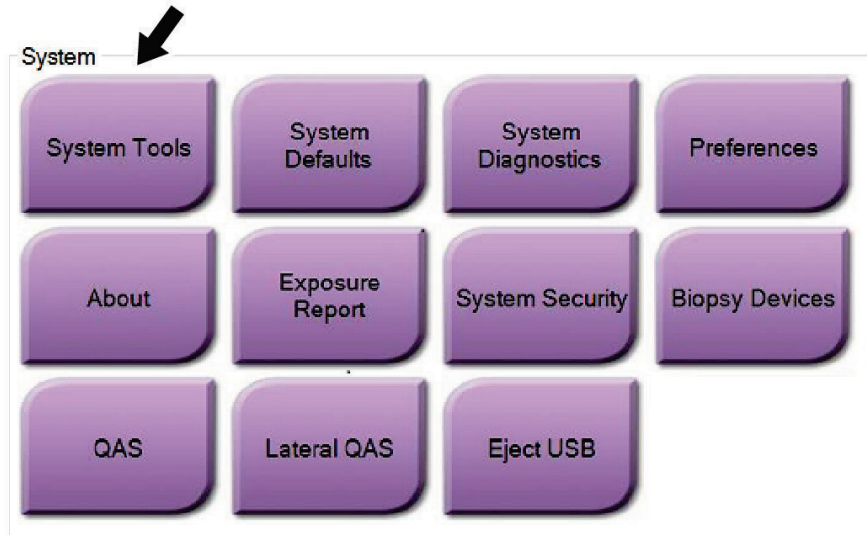 System
System Tools
System
Defaults
System
Diagnostics
Preferences
About
Exposure
Report
System Security
Biopsy Devices
QAS
Lateral QAS
Eject USB